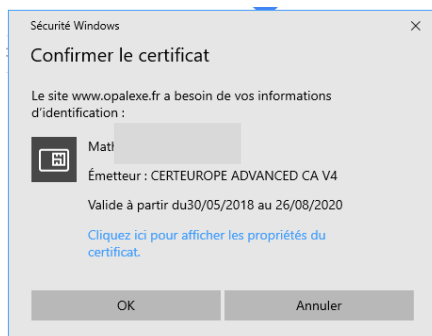 Sécurité Windows
Confirmer le certificat
Le site www.opalexe.fr a besoin de vos informations
d'identification :
Émetteur : CERTEUROPE ADVANCED CA V4
Valide à partir du30/05/2018 au 26/08/2020
Cliquez ici pour afficher les propriétés du
certificat.
OK Annuler